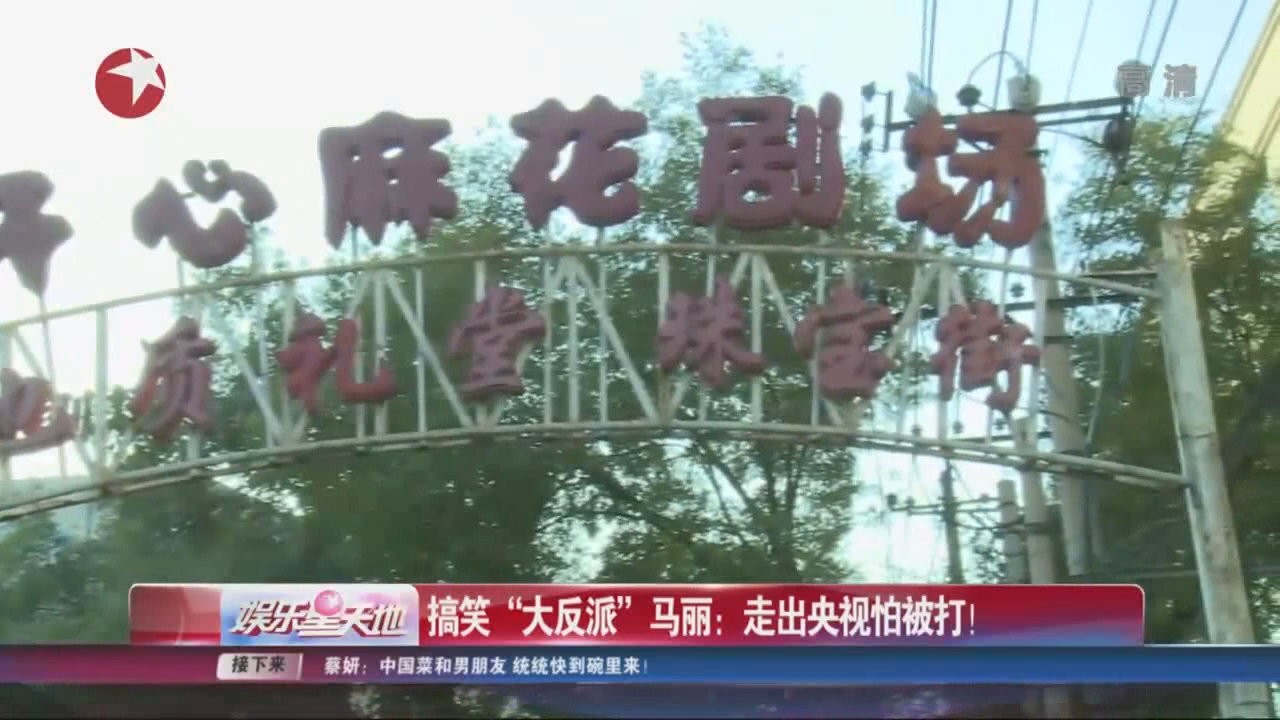 高清
开心麻花剧场
地质礼堂 珠宝街
娱乐星天地
搞笑“大反派”马丽：走出央视怕被打！
接下来
蔡妍：中国菜和男朋友 统统快到碗里来！